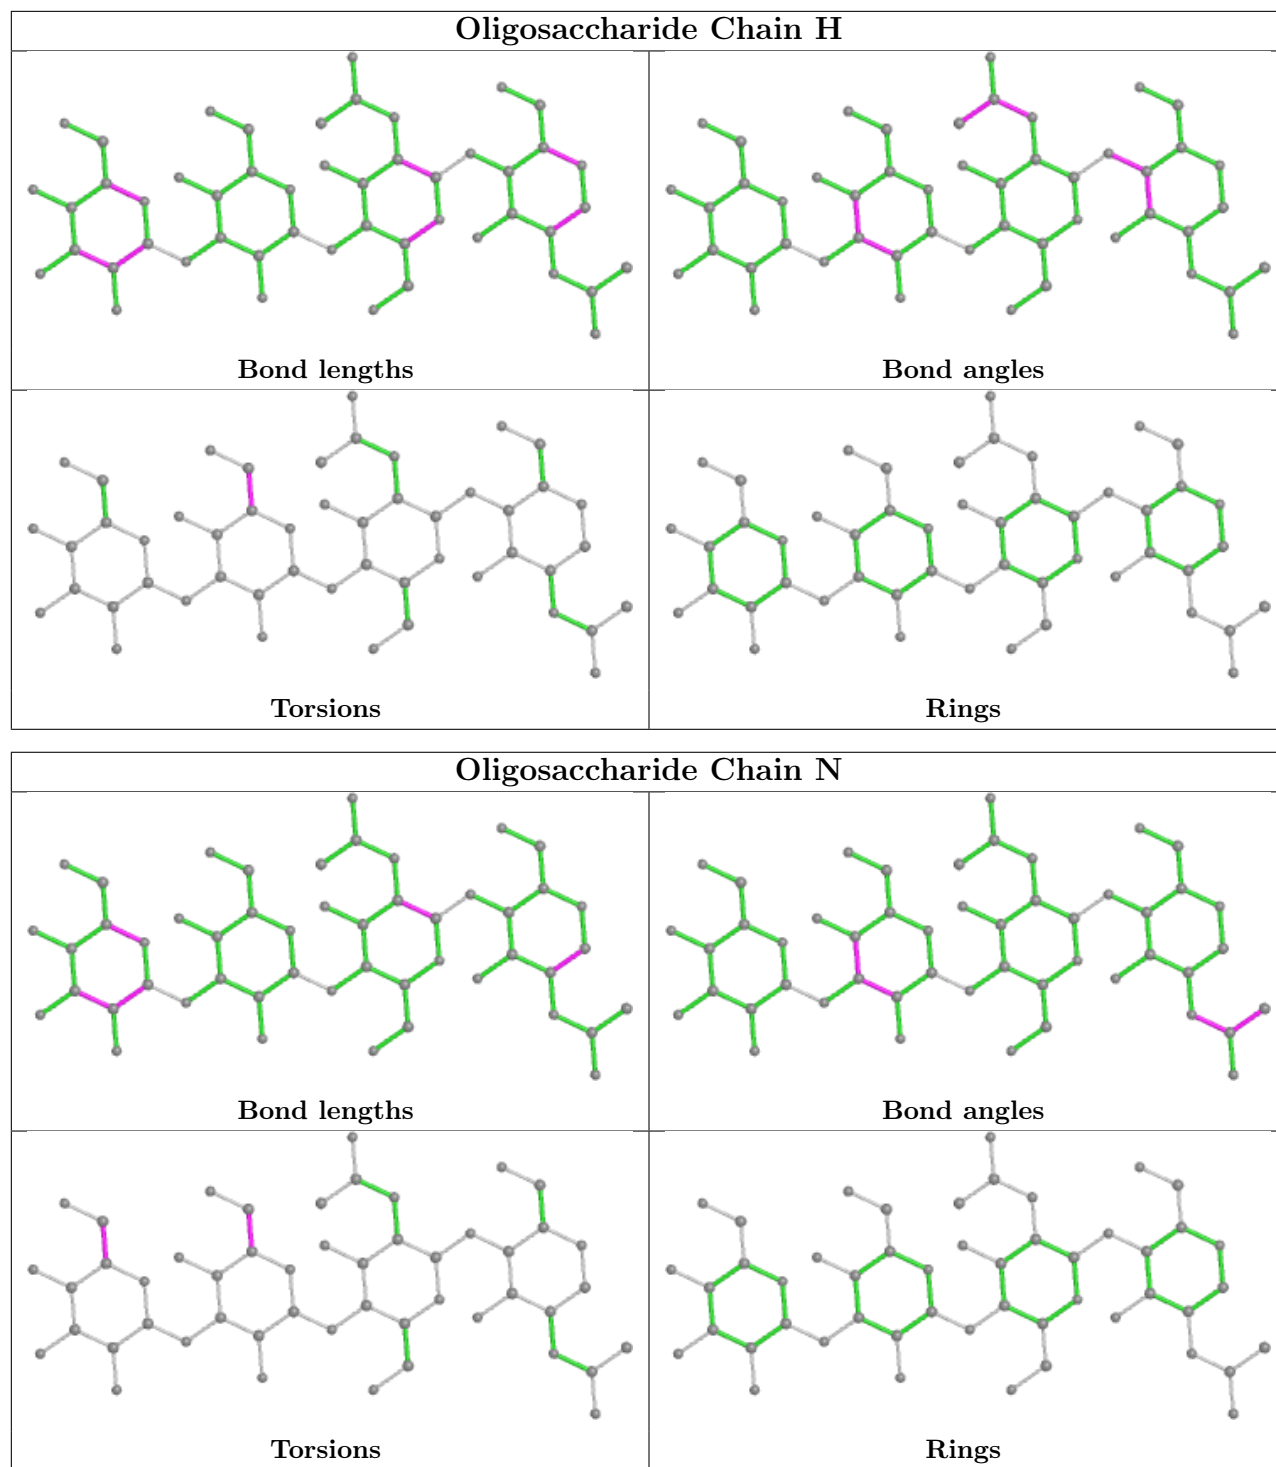 Oligosaccharide Chain H
Bond lengths
Bond angles
Torsions
Rings
Oligosaccharide Chain N
Bond lengths
Bond angles
Torsions
Rings